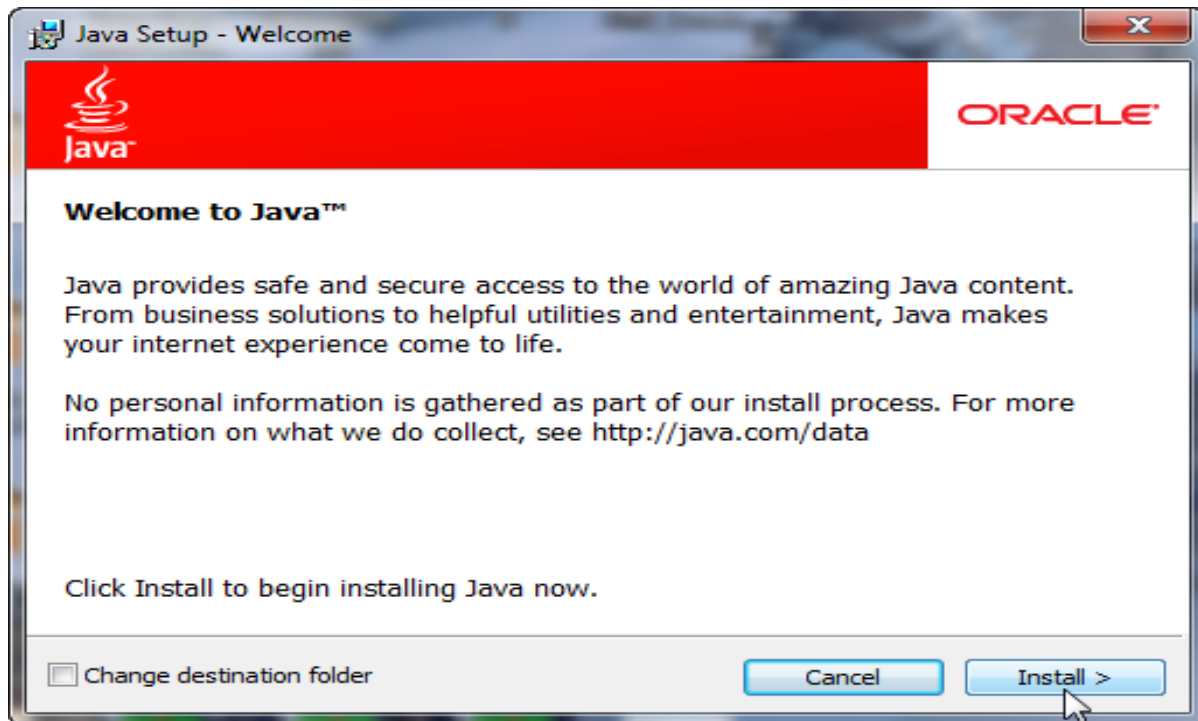 Java Setup - Welcome
Java™
ORACLE®
Welcome to Java™
Java provides safe and secure access to the world of amazing Java content.
From business solutions to helpful utilities and entertainment, Java makes
your internet experience come to life.
No personal information is gathered as part of our install process. For more
information on what we do collect, see http://java.com/data
Click Install to begin installing Java now.
Change destination folder
Cancel
Install >